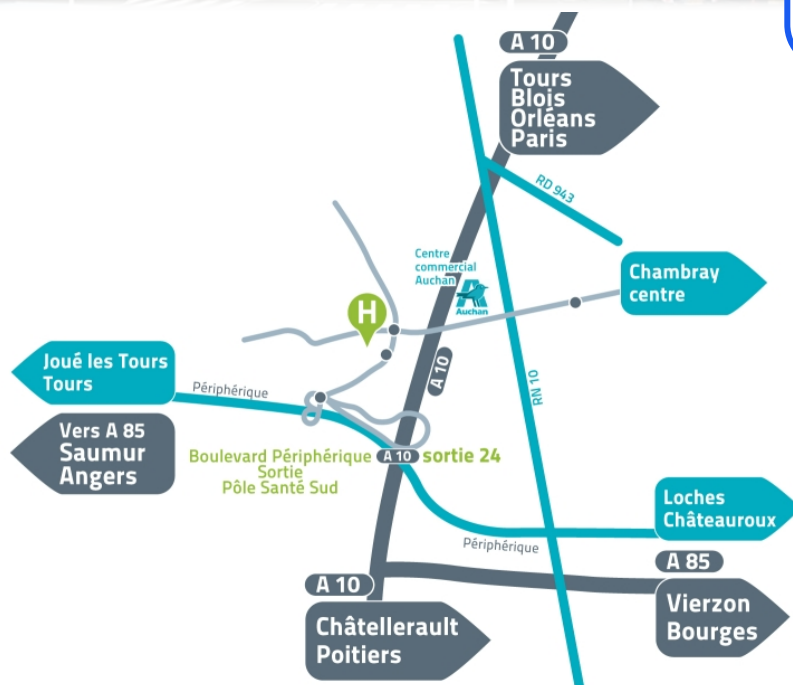 A 10
Tours
Blois
Orléans
Paris
RD 943
Centre
commercial
Auchan
Auchan
Chambray
centre
H
A 10
Joué les Tours
Tours
Périphérique
RN 10
Vers A 85
Saumur
Angers
Boulevard Périphérique A 10 sortie 24
Sortie
Pôle Santé Sud
Loches
Châteauroux
Périphérique
A 85
Vierzon
Bourges
A 10
Châtellerault
Poitiers